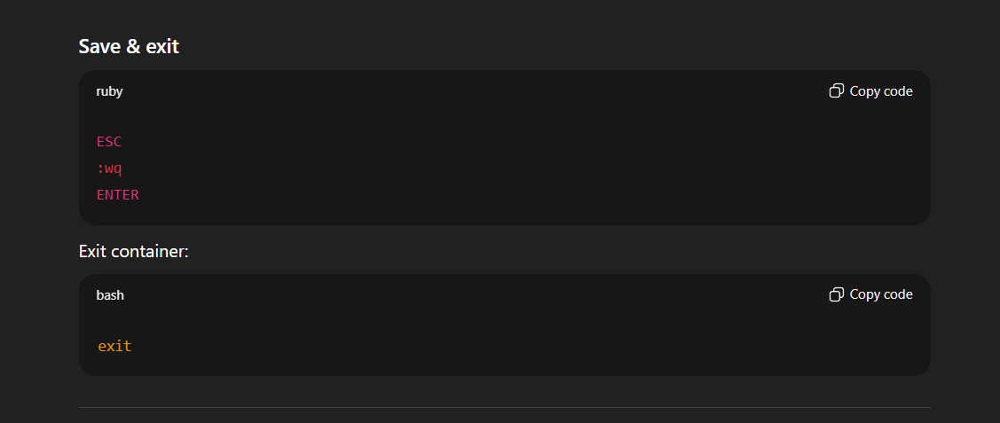 Save & exit
ruby
Copy code
ESC
:wq
ENTER
Exit container:
bash
Copy code
exit